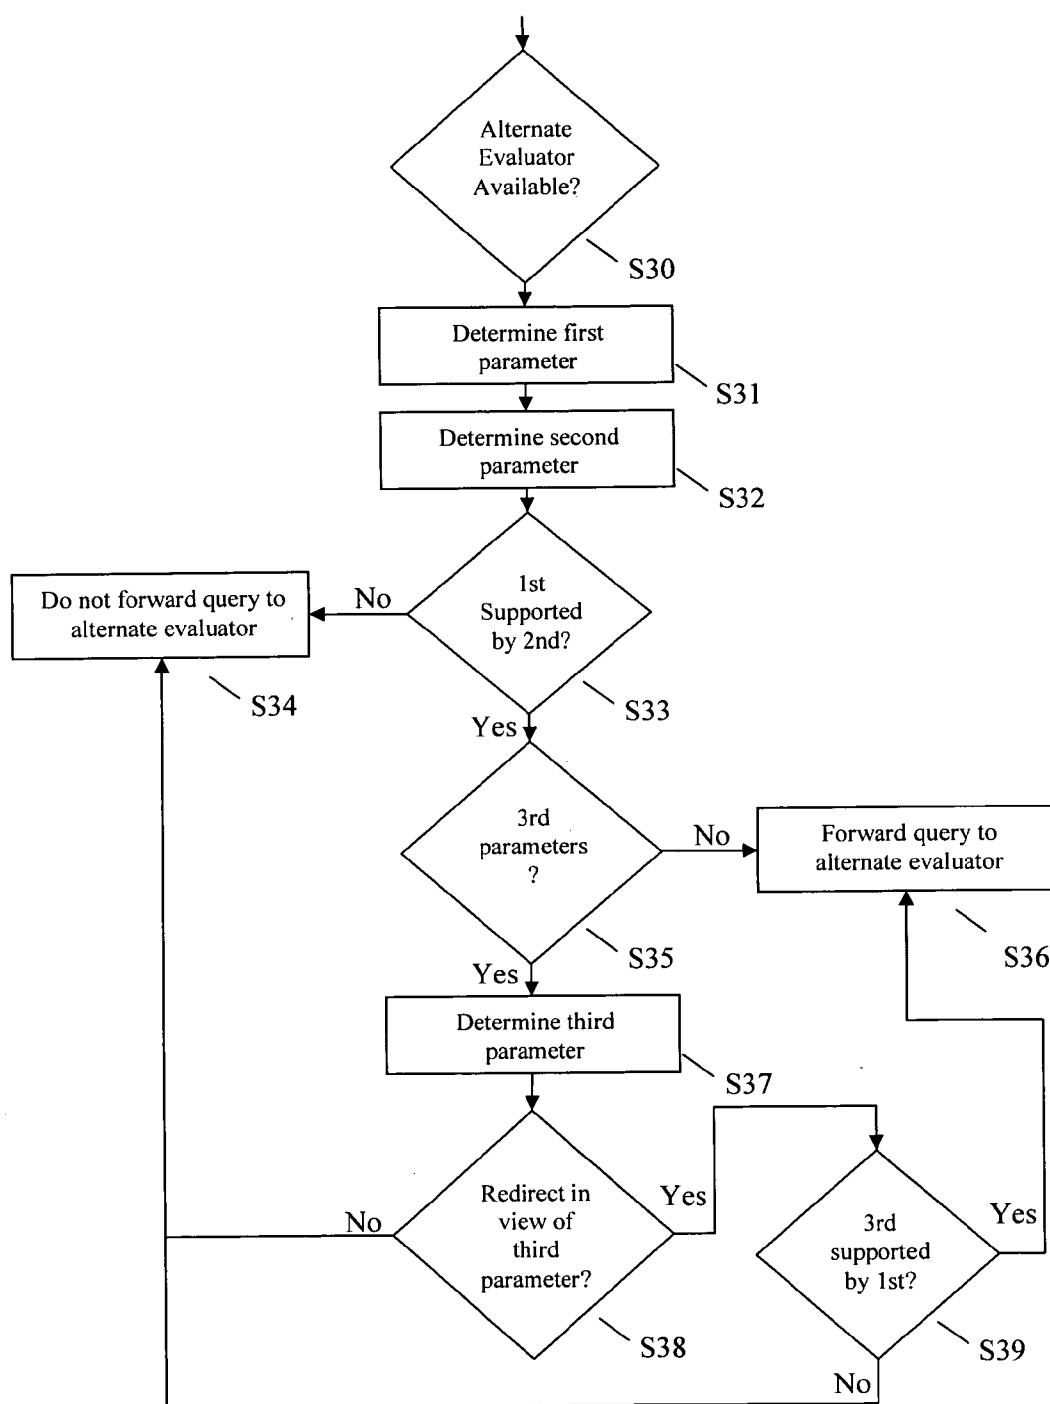 Alternate
Evaluator
Available?
S30
Determine first
parameter
S31
Determine second
parameter
S32
1st
Supported
by 2nd?
S33
No
Do not forward query to
alternate evaluator
S34
Yes
3rd
parameters
?
S35
No
Forward query to
alternate evaluator
S36
Yes
Determine third
parameter
S37
Redirect in
view of
third
parameter?
S38
No
Yes
3rd
supported
by 1st?
S39
Yes
No